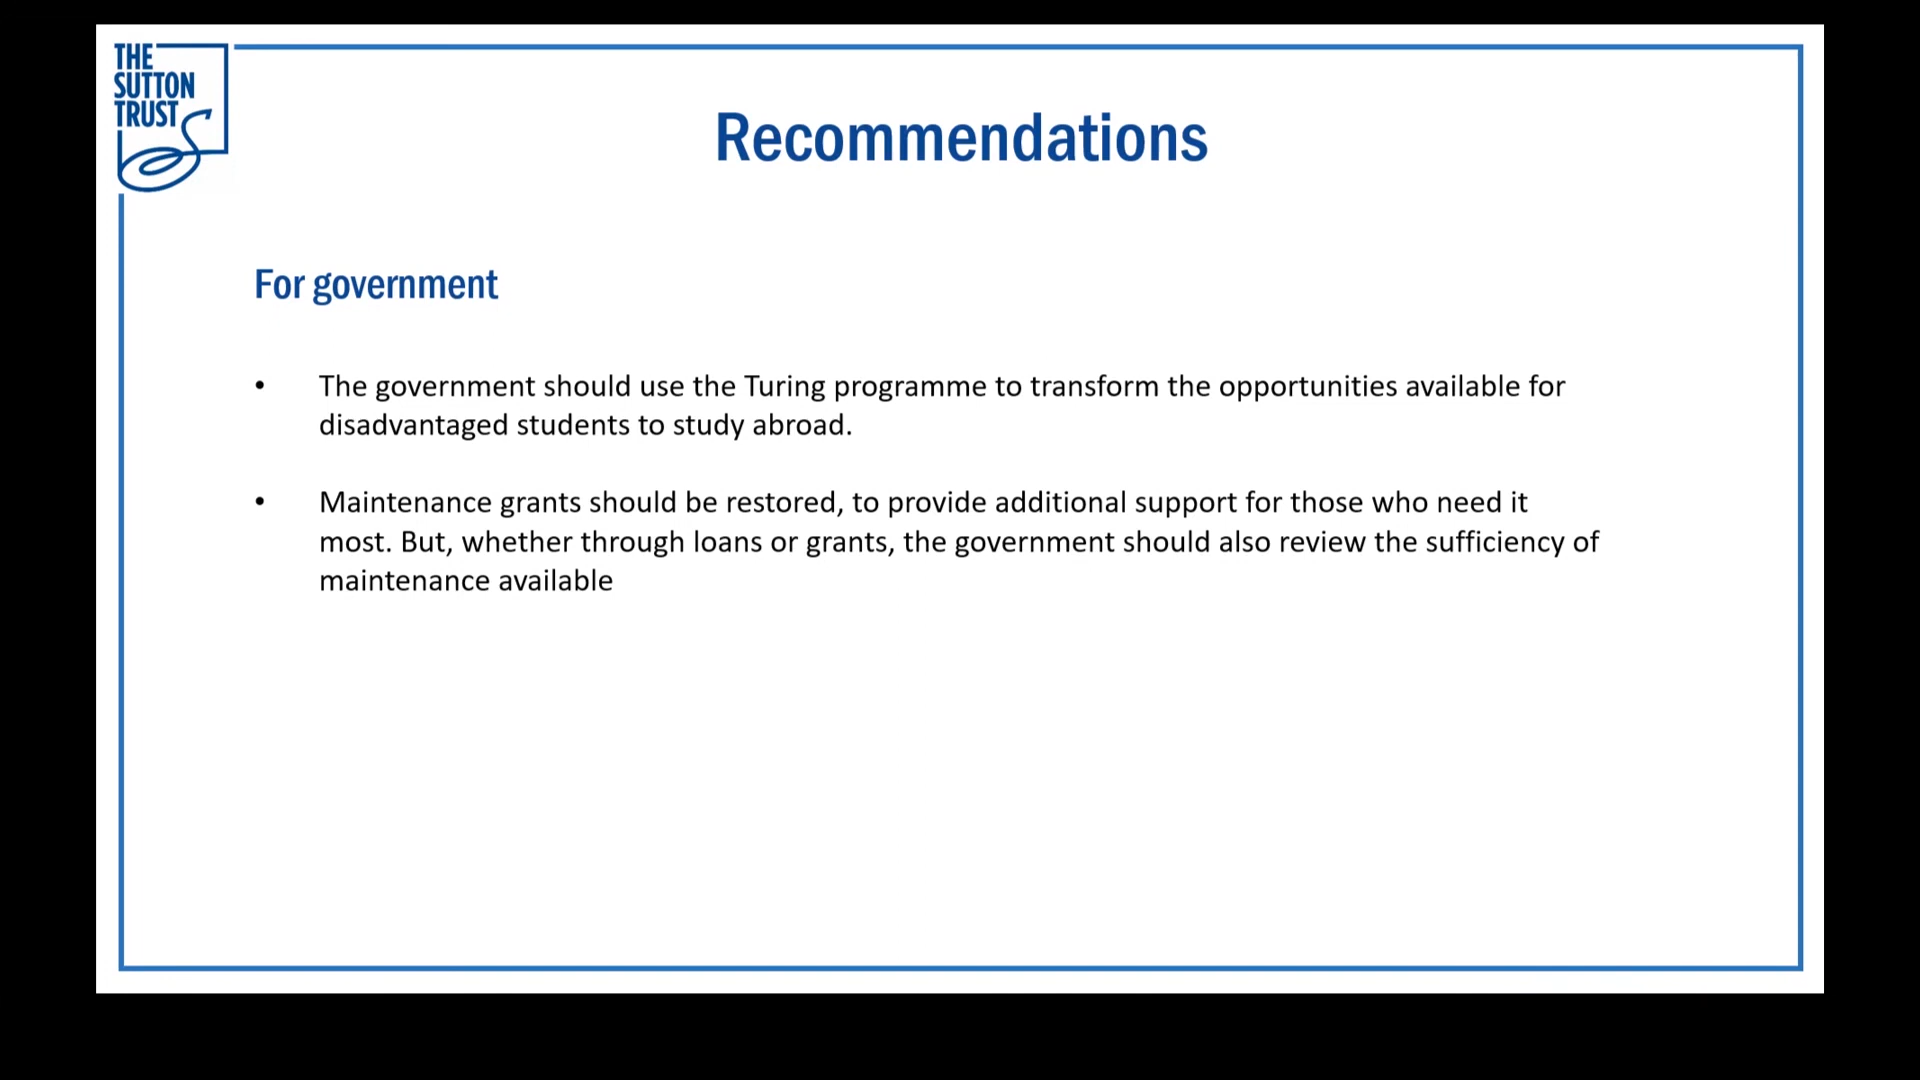 THE
SUTTON
TRUST
Recommendations
For government
• The government should use the Turing programme to transform the opportunities available for
disadvantaged students to study abroad.
• Maintenance grants should be restored, to provide additional support for those who need it
most. But, whether through loans or grants, the government should also review the sufficiency of
maintenance available